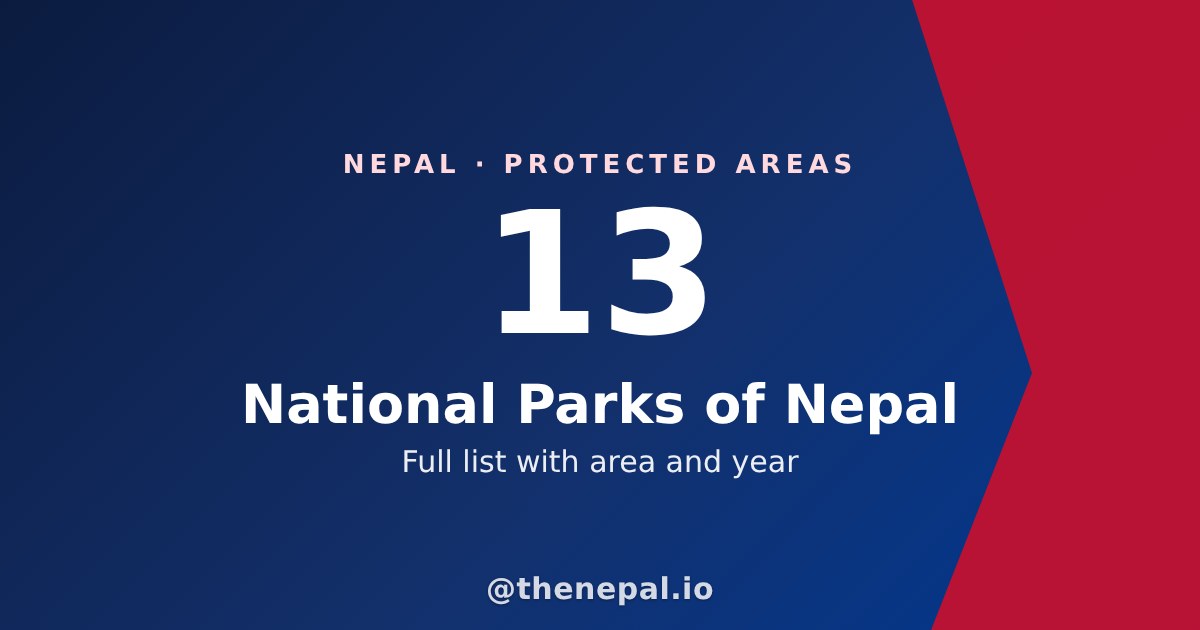 NEPAL · PROTECTED AREAS
13
National Parks of Nepal
Full list with area and year
@thenepal.io